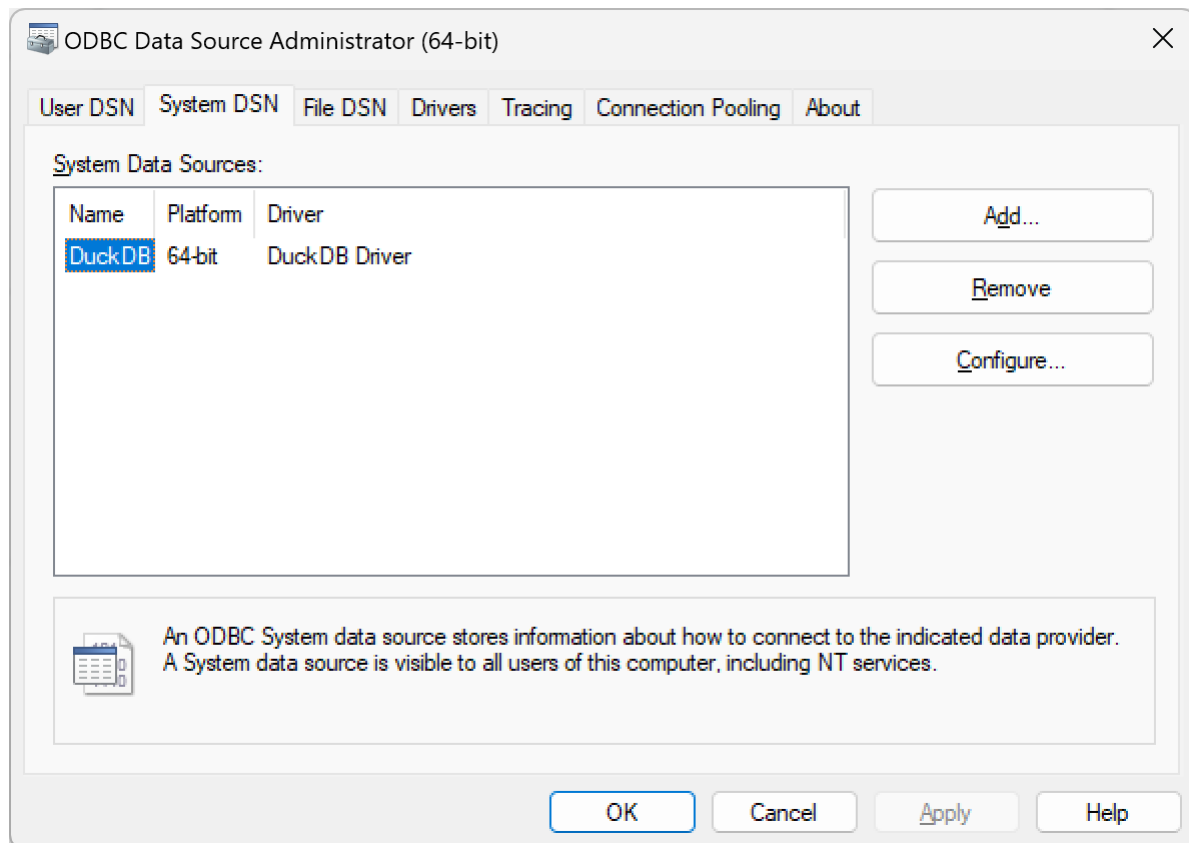 ODBC Data Source Administrator (64-bit)
User DSN System DSN File DSN Drivers Tracing Connection Pooling About
System Data Sources:
Name Platform Driver
DuckDB 64-bit DuckDB Driver
Add...
Remove
Configure...
An ODBC System data source stores information about how to connect to the indicated data provider.
A System data source is visible to all users of this computer, including NT services.
OK Cancel Apply Help